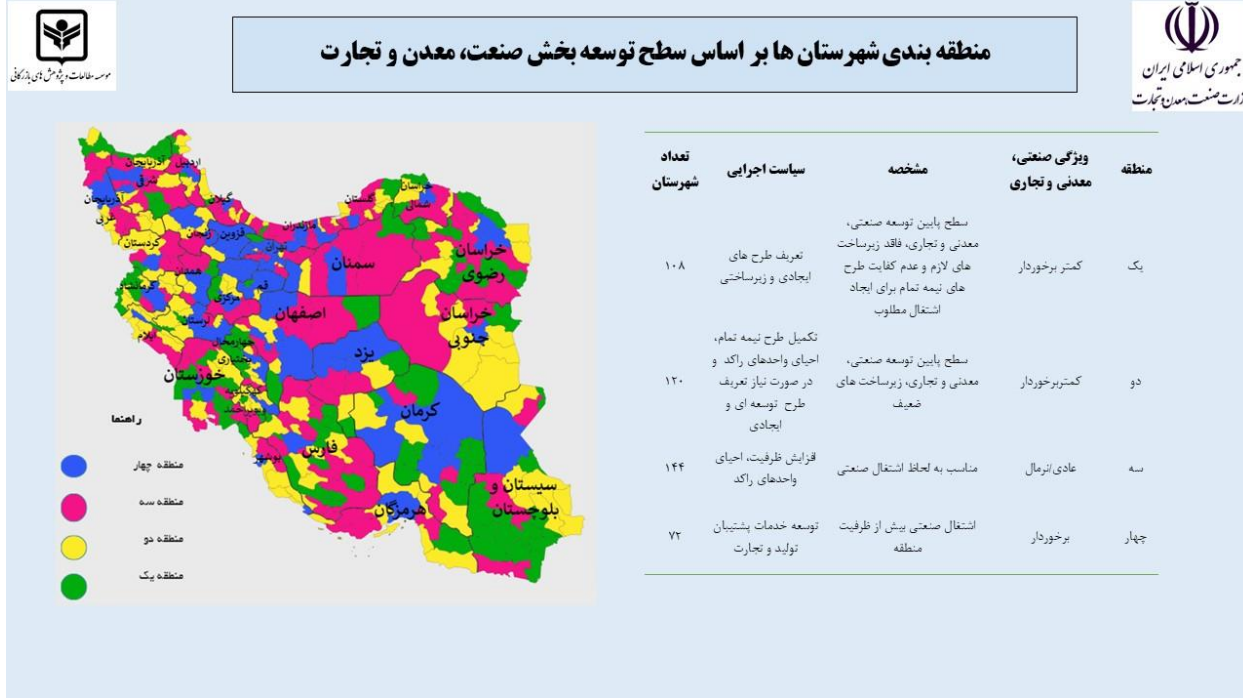 موسسه مطالعات و پژوهش های بازرگانی
منطقه بندی شهرستان ها بر اساس سطح توسعه بخش صنعت، معدن و تجارت
جمهوری اسلامی ایران
وزارت صنعت، معدن و تجارت
منطقه
ویژگی صنعتی،
معدنی و تجاری
مشخصه
سیاست اجرایی
تعداد
شهرستان
یک
کمتر برخوردار
سطح پایین توسعه صنعتی،
معدنی و تجاری، فاقد زیرساخت
های لازم و عدم کفایت طرح
های نیمه تمام برای ایجاد
اشتغال مطلوب
تعریف طرح های
ایجادی و زیرساختی
۱۰۸
دو
کمتربرخوردار
سطح پایین توسعه صنعتی،
معدنی و تجاری، زیرساخت های
ضعیف
تکمیل طرح نیمه تمام،
احیای واحدهای راکد و
در صورت نیاز تعریف
طرح توسعه ای و
ایجادی
۱۲۰
سه
عادی/نرمال
مناسب به لحاظ اشتغال صنعتی
قزایش ظرفیت، احیای
واحدهای راکد
۱۴۴
چهار
برخوردار
اشتغال صنعتی بیش از ظرفیت
منطقه
توسعه خدمات پشتیبان
تولید و تجارت
۷۲
اردبیل
آذربایجان
شرقی
آذربایجان
غربی
گیلان
کردستان
زنجان
قزوین
مازندران
تهران
گلستان
خراسان
شمالی
خراسان
رضوی
سمنان
همدان
قم
مرکزی
کرمانشاه
لرستان
ایلام
اصفهان
خراسان
جنوبی
چهارمحال
بختیاری
یزد
خوزستان
کهگیلویه
وبویراحمد
کرمان
فارس
بوشهر
هرمزگان
سیستان و
بلوچستان
راهنما
منطقه چهار
منطقه سه
منطقه دو
منطقه یک